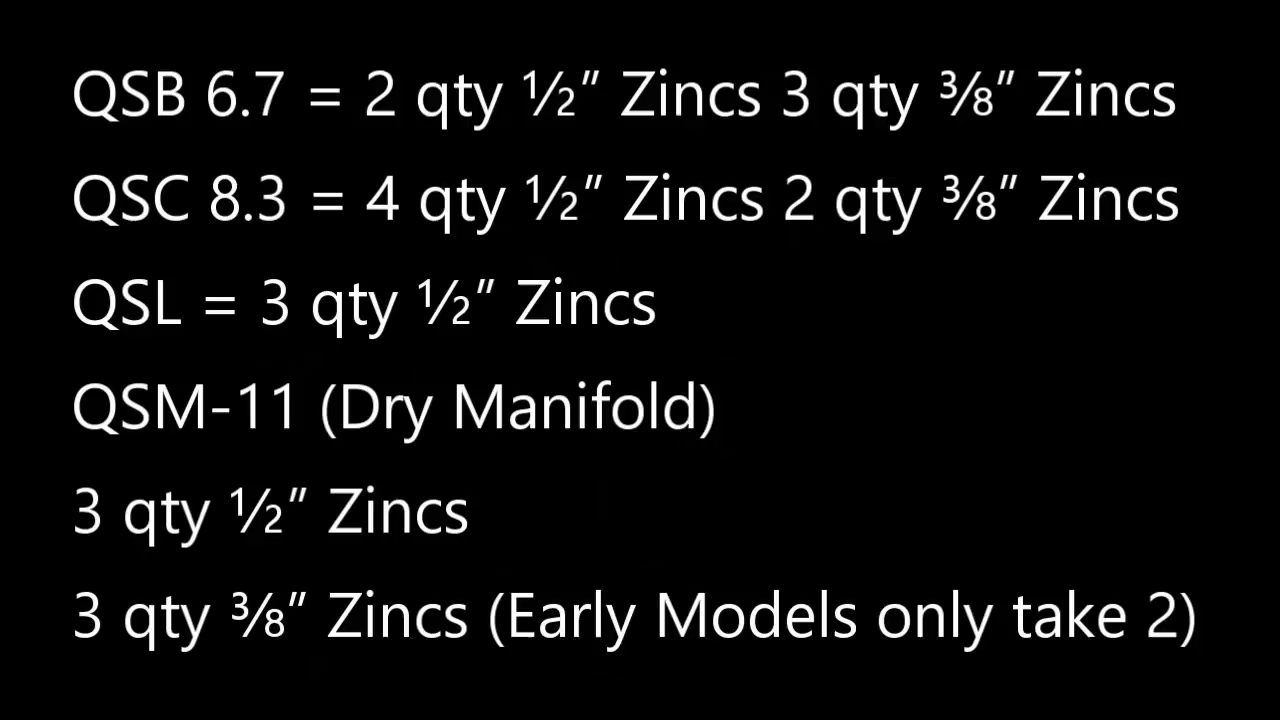 QSB 6.7 = 2 qty ½” Zincs 3 qty ⅜” Zincs
QSC 8.3 = 4 qty ½” Zincs 2 qty ⅜” Zincs
QSL = 3 qty ½” Zincs
QSM-11 (Dry Manifold)
3 qty ½” Zincs
3 qty ⅜” Zincs (Early Models only take 2)